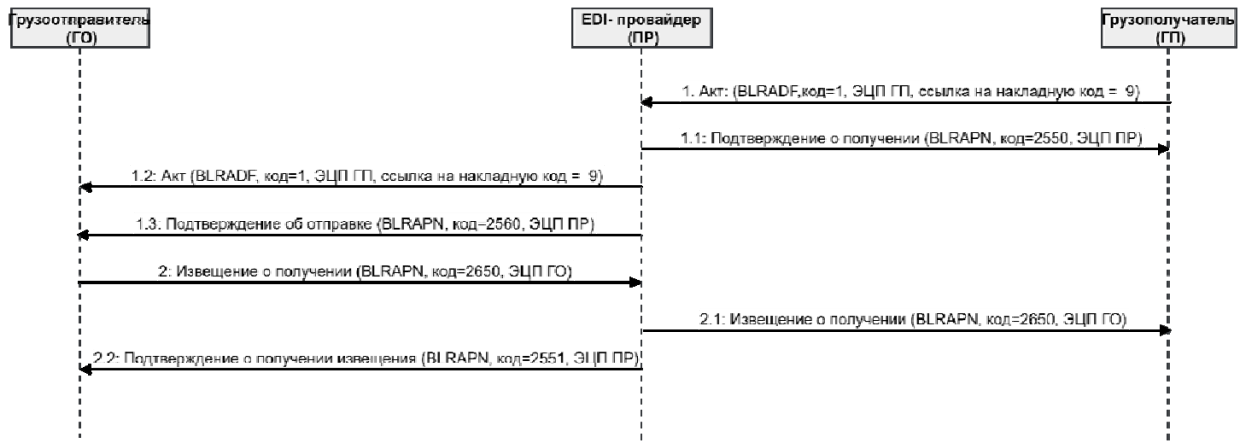 Грузоотправитель
(ГО)
EDI- провайдер
(ПР)
Грузополучатель
(ГП)
1. Акт: (BLRADF,код=1, ЭЦП ГП, ссылка на накладную код = 9)
1.1: Подтверждение о получении (BLRAPN, код=2550, ЭЦП ПР)
1.2: Акт (BLRADF, код=1, ЭЦП ГП, ссылка на накладную код = 9)
1.3: Подтверждение об отправке (BLRAPN, код=2560, ЭЦП ПР)
2: Извещение о получении (BLRAPN, код=2650, ЭЦП ГО)
2.1: Извещение о получении (BLRAPN, код=2650, ЭЦП ГО)
2.2: Подтверждение о получении извещения (BLRAPN, код=2551, ЭЦП ПР)